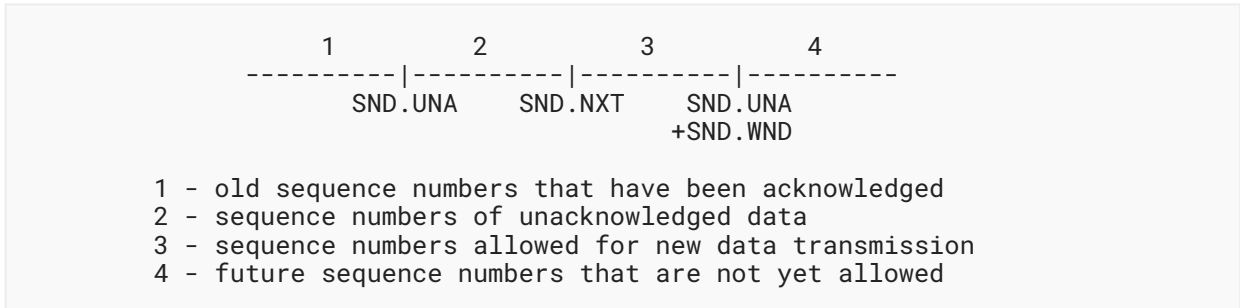 1 2 3 4
----------|----------|----------|----------
SND.UNA SND.NXT SND.UNA
+SND.WND
1 - old sequence numbers that have been acknowledged
2 - sequence numbers of unacknowledged data
3 - sequence numbers allowed for new data transmission
4 - future sequence numbers that are not yet allowed